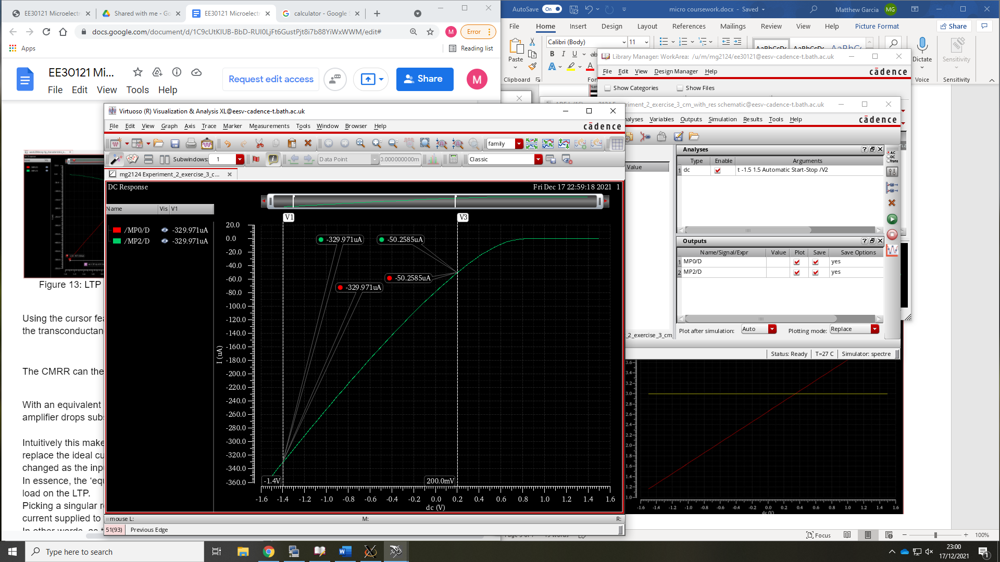 EE30121 Microelectr
Shared with me - Go
EE30121 Microelectr
calculator - Google S
docs.google.com/document/d/1C9cUtKIUB-BbD-RUI0LjFt6GustPjt8i7b88YiWxWWM/edit#
M
Error
Apps
Reading list
EE30121 Mi...
Request edit access
Share
M
File Edit View Tools Help
Figure 13: LTP
Using the cursor fea
the transconductan
The CMRR can the
With an equivalent
amplifier drops subs
Intuitively this make
replace the ideal cu
changed as the inpu
In essence, the ‘equ
load on the LTP.
Picking a singular re
current supplied to
AutoSave On
micro coursework.docx - Saved
Matthew Garcia MG
File Home Insert Design Layout References Mailings Review View Help Picture Format
Share
Paste
Clipboard
Calibri (Body) 11
B I U ab
Dictate
Voice
Sensitivity
Sensitivity
Library Manager: WorkArea: /u/m/mg2124/ee30121@eesv-cadence-t.bath.ac.uk
File Edit View Design Manager Help
cādence
Show Categories Show Files
riment_2_exercise_3_cm_with_res schematic@eesv-cadence-t.bath.ac.uk
nalyses Variables Outputs Simulation Results Tools Help
cādence
Value
Analyses
Type Enable Arguments
1 dc t -1.5 1.5 Automatic Start-Stop /V2
AC
DC
Trans
Outputs
Name/Signal/Expr Value Plot Save Save Options
1 MP0/D yes
2 MP2/D yes
Plot after simulation: Auto Plotting mode: Replace
_2_exercise_3_cm
Status: Ready T=27 C Simulator: spectre
Virtuoso (R) Visualization & Analysis XL@eesv-cadence-t.bath.ac.uk
File Edit View Graph Axis Trace Marker Measurements Tools Window Browser Help
cādence
family
Subwindows: 1
Data Point
0.000000000m
Classic
mg2124 Experiment_2_exercise_3_c...
DC Response
Fri Dec 17 22:59:18 2021 1
Name Vis V1
/MP0/D -329.971uA
/MP2/D -329.971uA
V1
V3
-329.971uA
-50.2585uA
-50.2585uA
-329.971uA
I (uA)
20.0
0.0
-20.0
-40.0
-60.0
-80.0
-100.0
-120.0
-140.0
-160.0
-180.0
-200.0
-220.0
-240.0
-260.0
-280.0
-300.0
-320.0
-340.0
-360.0
-1.4V
200.0mV
-1.6 -1.4 -1.2 -1.0 -0.8 -0.6 -0.4 -0.2 0.0 0.2 0.4 0.6 0.8 1.0 1.2 1.4 1.6
dc (V)
mouse L: M: R:
51(93) Previous Edge
3.6
3.4
3.2
3.0
2.8
2.6
2.4
2.2
2.0
1.8
1.6
1.4
1.2
1.0
-1.6 -1.4 -1.2 -1.0 -0.8 -0.6 -0.4 -0.2 0.0 0.2 0.4 0.6 0.8 1.0 1.2 1.4 1.6
dc (V)
Focus
100%
Type here to search
23:00
17/12/2021
1